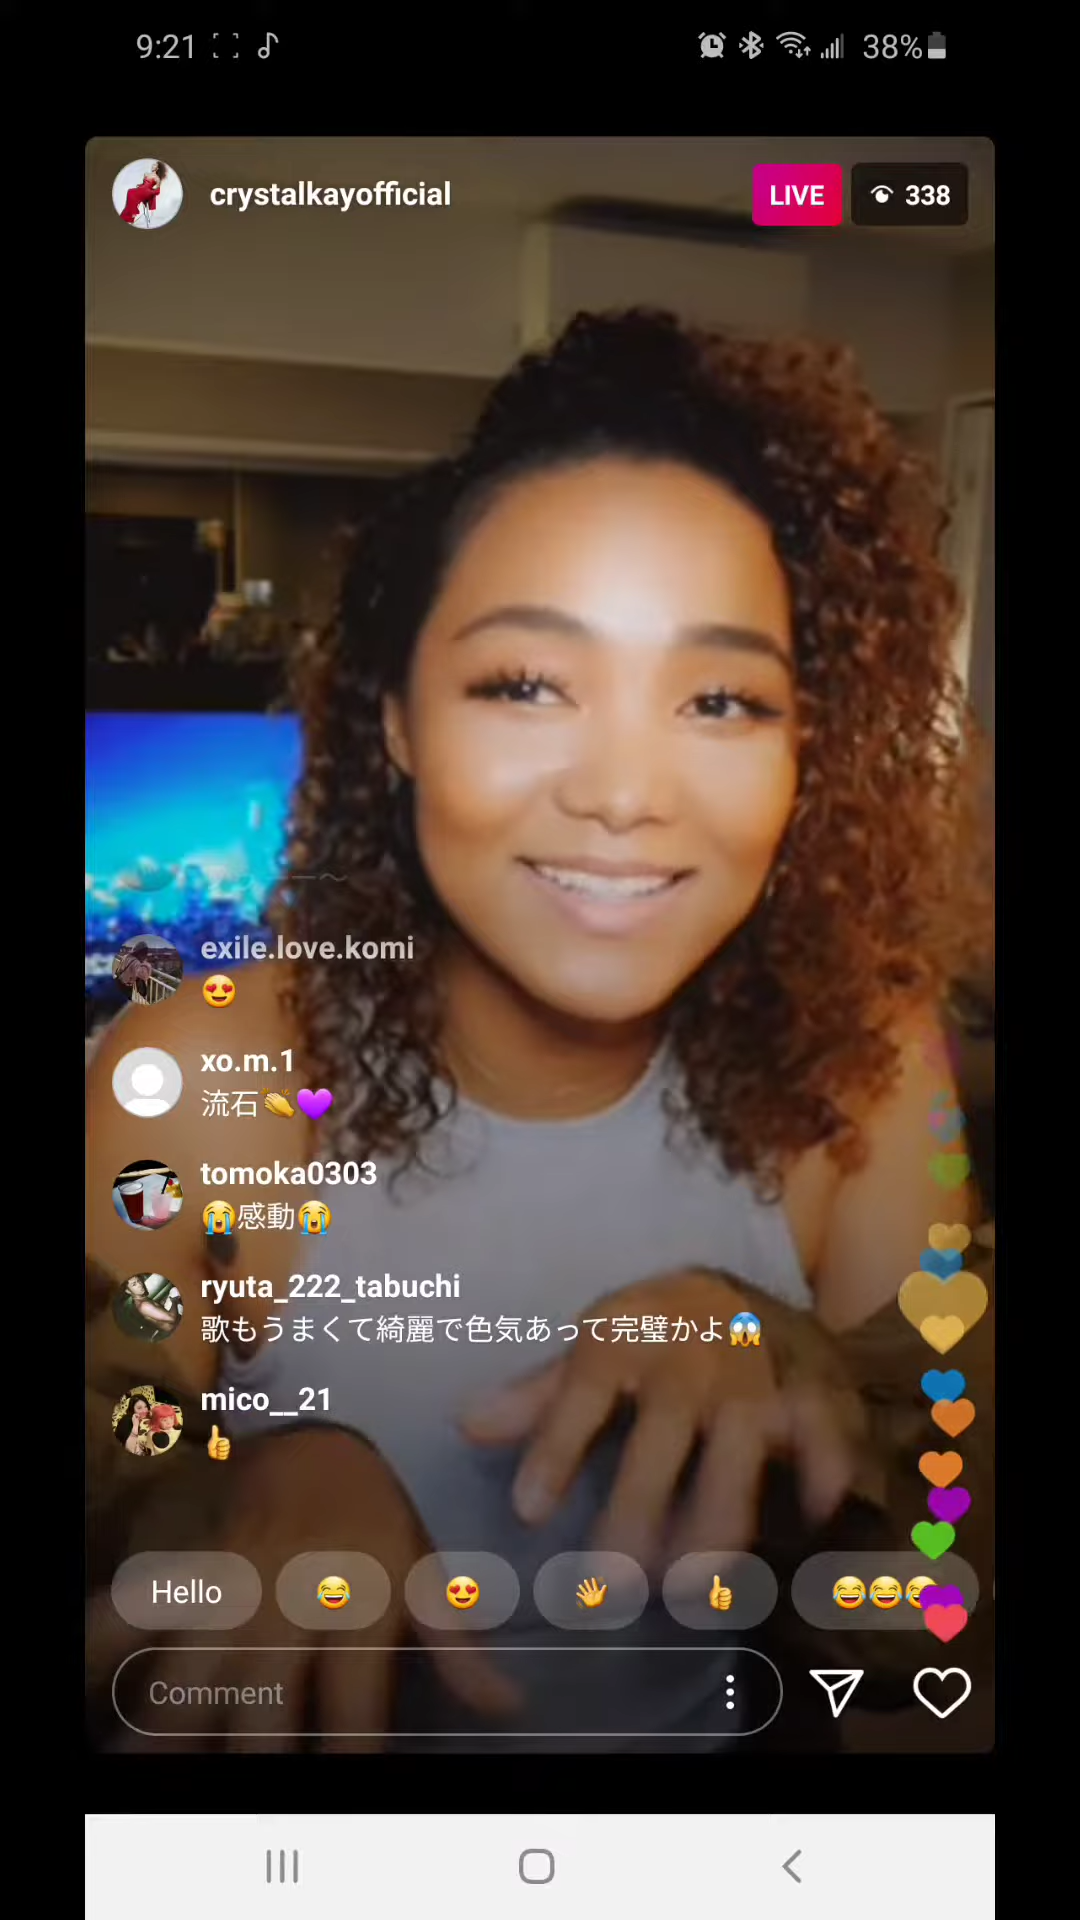 9:21
38%
crystalkayofficial
LIVE
338
exile.love.komi
😍
xo.m.1
流石👏💜
tomoka0303
😭感動😭
ryuta_222_tabuchi
歌もうまくて綺麗で色気あって完璧かよ😱
mico__21
👍
Hello 😂 😍 👋 👍 😂😂😂
Comment